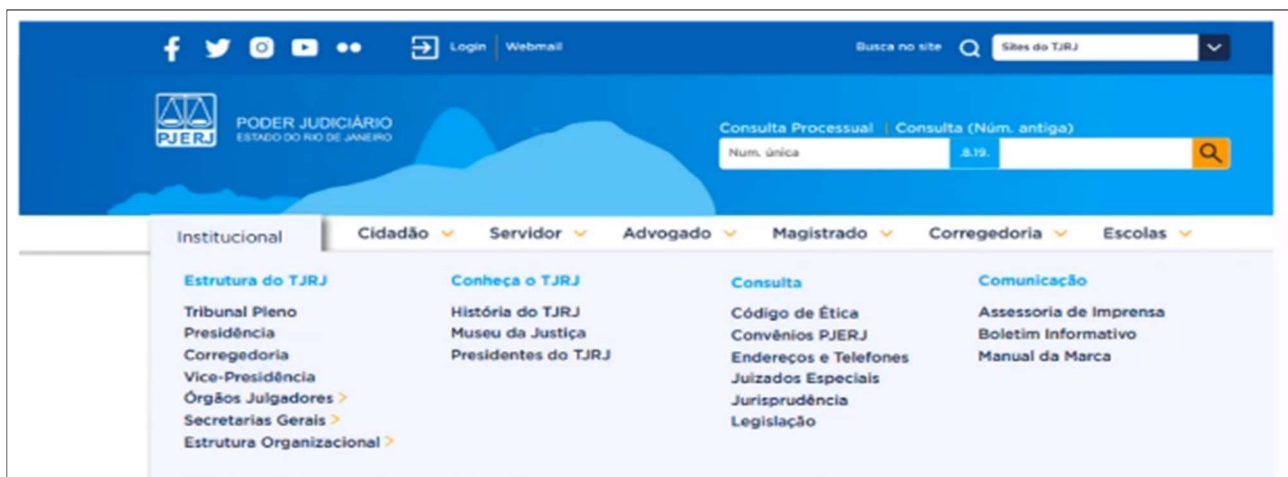 Login | Webmail
Busca no site
Sites do TJRJ
PJERJ
PODER JUDICIÁRIO
ESTADO DO RIO DE JANEIRO
Consulta Processual | Consulta (Núm. antiga)
Num. única
.8.19.
Institucional
Cidadão
Servidor
Advogado
Magistrado
Corregedoria
Escolas
Estrutura do TJRJ
Tribunal Pleno
Presidência
Corregedoria
Vice-Presidência
Órgãos Julgadores >
Secretarias Gerais >
Estrutura Organizacional >
Conheça o TJRJ
História do TJRJ
Museu da Justiça
Presidentes do TJRJ
Consulta
Código de Ética
Convênios PJERJ
Endereços e Telefones
Juizados Especiais
Jurisprudência
Legislação
Comunicação
Assessoria de Imprensa
Boletim Informativo
Manual da Marca